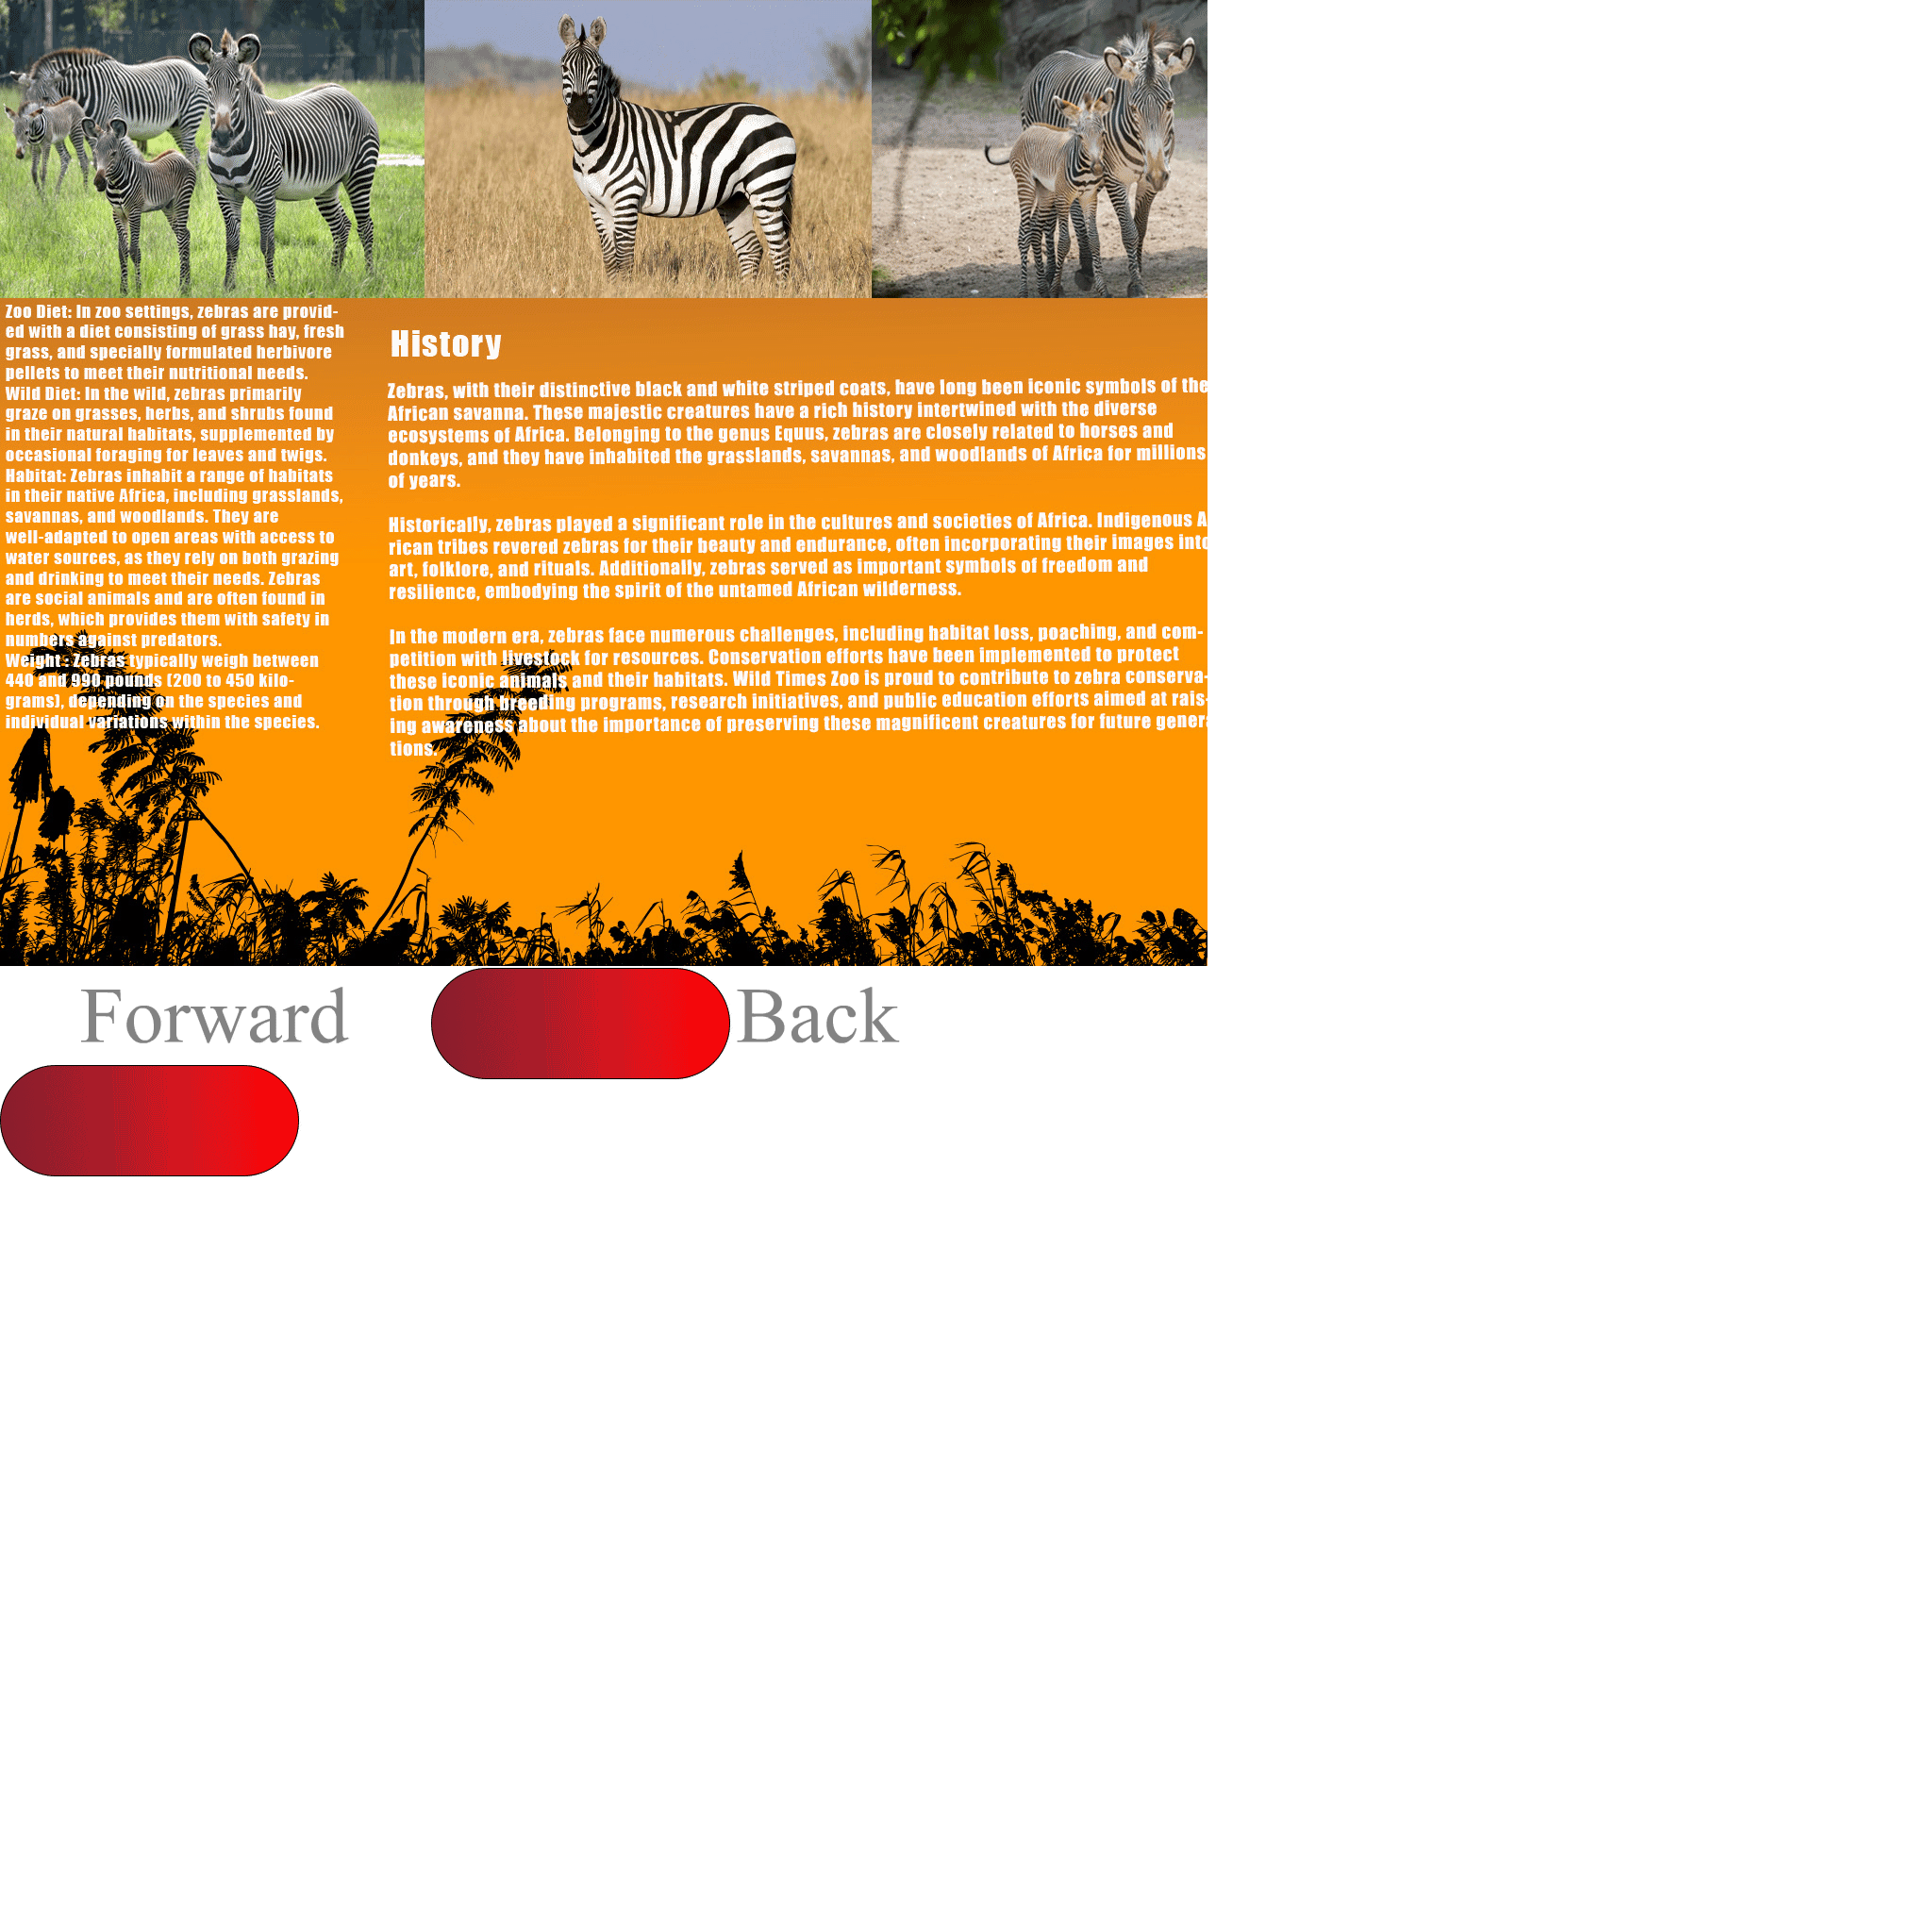 Zoo Diet: In zoo settings, zebras are provid-
ed with a diet consisting of grass hay, fresh
grass, and specially formulated herbivore
pellets to meet their nutritional needs.
Wild Diet: In the wild, zebras primarily
graze on grasses, herbs, and shrubs found
in their natural habitats, supplemented by
occasional foraging for leaves and twigs.
Habitat: Zebras inhabit a range of habitats
in their native Africa, including grasslands,
savannas, and woodlands. They are
well-adapted to open areas with access to
water sources, as they rely on both grazing
and drinking to meet their needs. Zebras
are social animals and are often found in
herds, which provides them with safety in
numbers against predators.
Weight : Zebras typically weigh between
440 and 990 pounds (200 to 450 kilo-
grams), depending on the species and
individual variations within the species.
History
Zebras, with their distinctive black and white striped coats, have long been iconic symbols of the
African savanna. These majestic creatures have a rich history intertwined with the diverse
ecosystems of Africa. Belonging to the genus Equus, zebras are closely related to horses and
donkeys, and they have inhabited the grasslands, savannas, and woodlands of Africa for millions
of years.
Historically, zebras played a significant role in the cultures and societies of Africa. Indigenous A
rican tribes revered zebras for their beauty and endurance, often incorporating their images into
art, folklore, and rituals. Additionally, zebras served as important symbols of freedom and
resilience, embodying the spirit of the untamed African wilderness.
In the modern era, zebras face numerous challenges, including habitat loss, poaching, and com-
petition with livestock for resources. Conservation efforts have been implemented to protect
these iconic animals and their habitats. Wild Times Zoo is proud to contribute to zebra conserva-
tion through breeding programs, research initiatives, and public education efforts aimed at rais-
ing awareness about the importance of preserving these magnificent creatures for future genera
tions.
Forward
Back